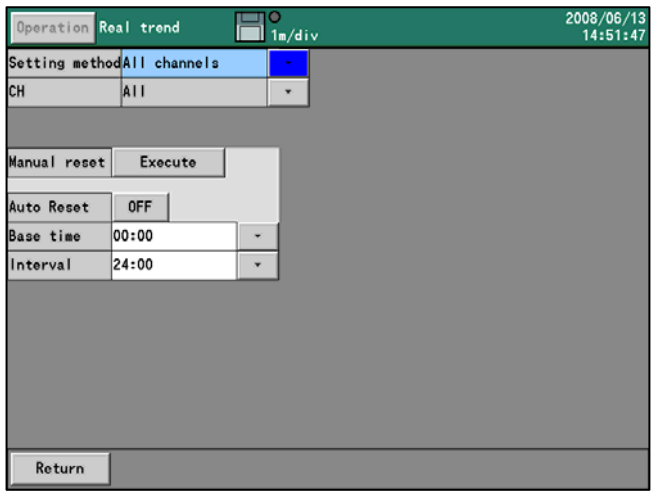 Operation Real trend 1m/div 2008/06/13
14:51:47
Setting method All channels
CH All
Manual reset Execute
Auto Reset OFF
Base time 00:00
Interval 24:00
Return